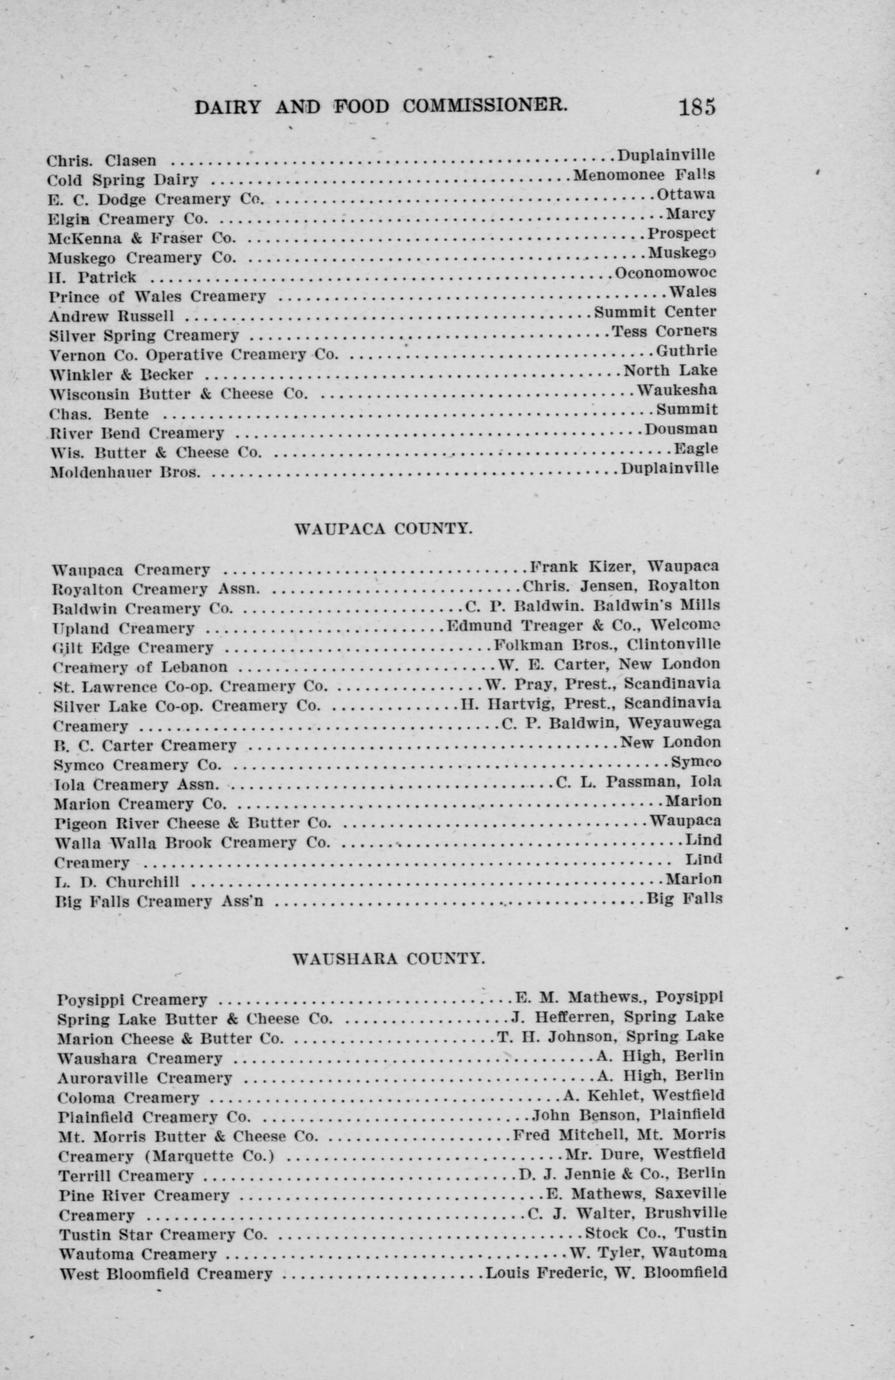 DAIRY AND FOOD COMMISSIONER. 185
Chris. Clasen ................................................Duplainville
Cold Spring Dairy .......................................Menomonee Falls
E. C. Dodge Creamery Co. .........................................Ottawa
Elgin Creamery Co. ................................................Marcy
McKenna & Fraser Co. ...........................................Prospect
Muskego Creamery Co. ...........................................Muskego
H. Patrick ..................................................Oconomowoc
Prince of Wales Creamery ..........................................Wales
Andrew Russell ............................................Summit Center
Silver Spring Creamery .......................................Tess Corners
Vernon Co. Operative Creamery Co. .................................Guthrie
Winkler & Becker .............................................North Lake
Wisconsin Butter & Cheese Co. ..................................Waukesha
Chas. Bente .....................................................Summit
River Bend Creamery ............................................Dousman
Wis. Butter & Cheese Co. ...........................................Eagle
Moldenhauer Bros. ............................................Duplainville
WAUPACA COUNTY.
Waupaca Creamery .................................Frank Kizer, Waupaca
Royalton Creamery Assn. ...........................Chris. Jensen, Royalton
Baldwin Creamery Co. ........................C. P. Baldwin. Baldwin's Mills
Upland Creamery ..........................Edmund Treager & Co., Welcome
Gilt Edge Creamery .............................Folkman Bros., Clintonville
Creamery of Lebanon ............................W. E. Carter, New London
St. Lawrence Co-op. Creamery Co. ................W. Pray, Prest., Scandinavia
Silver Lake Co-op. Creamery Co. ..............H. Hartvig, Prest., Scandinavia
Creamery .......................................C. P. Baldwin, Weyauwega
B. C. Carter Creamery ........................................New London
Symco Creamery Co. ...............................................Symco
Iola Creamery Assn. ...................................C. L. Passman, Iola
Marion Creamery Co. ..............................................Marion
Pigeon River Cheese & Butter Co. .................................Waupaca
Walla Walla Brook Creamery Co. .....................................Lind
Creamery ......................................................... Lind
L. D. Churchill ...................................................Marion
Big Falls Creamery Ass'n ........................................Big Falls
WAUSHARA COUNTY.
Poysippi Creamery ................................E. M. Mathews., Poysippi
Spring Lake Butter & Cheese Co. ..................J. Hefferren, Spring Lake
Marion Cheese & Butter Co. ......................T. H. Johnson, Spring Lake
Waushara Creamery .......................................A. High, Berlin
Auroraville Creamery ......................................A. High, Berlin
Coloma Creamery ......................................A. Kehlet, Westfield
Plainfield Creamery Co. .............................John Benson, Plainfield
Mt. Morris Butter & Cheese Co. ....................Fred Mitchell, Mt. Morris
Creamery (Marquette Co.) ..............................Mr. Dure, Westfield
Terrill Creamery ..................................D. J. Jennie & Co., Berlin
Pine River Creamery .................................E. Mathews, Saxeville
Creamery .........................................C. J. Walter, Brushville
Tustin Star Creamery Co. .................................Stock Co., Tustin
Wautoma Creamery .....................................W. Tyler, Wautoma
West Bloomfield Creamery ......................Louis Frederic, W. Bloomfield